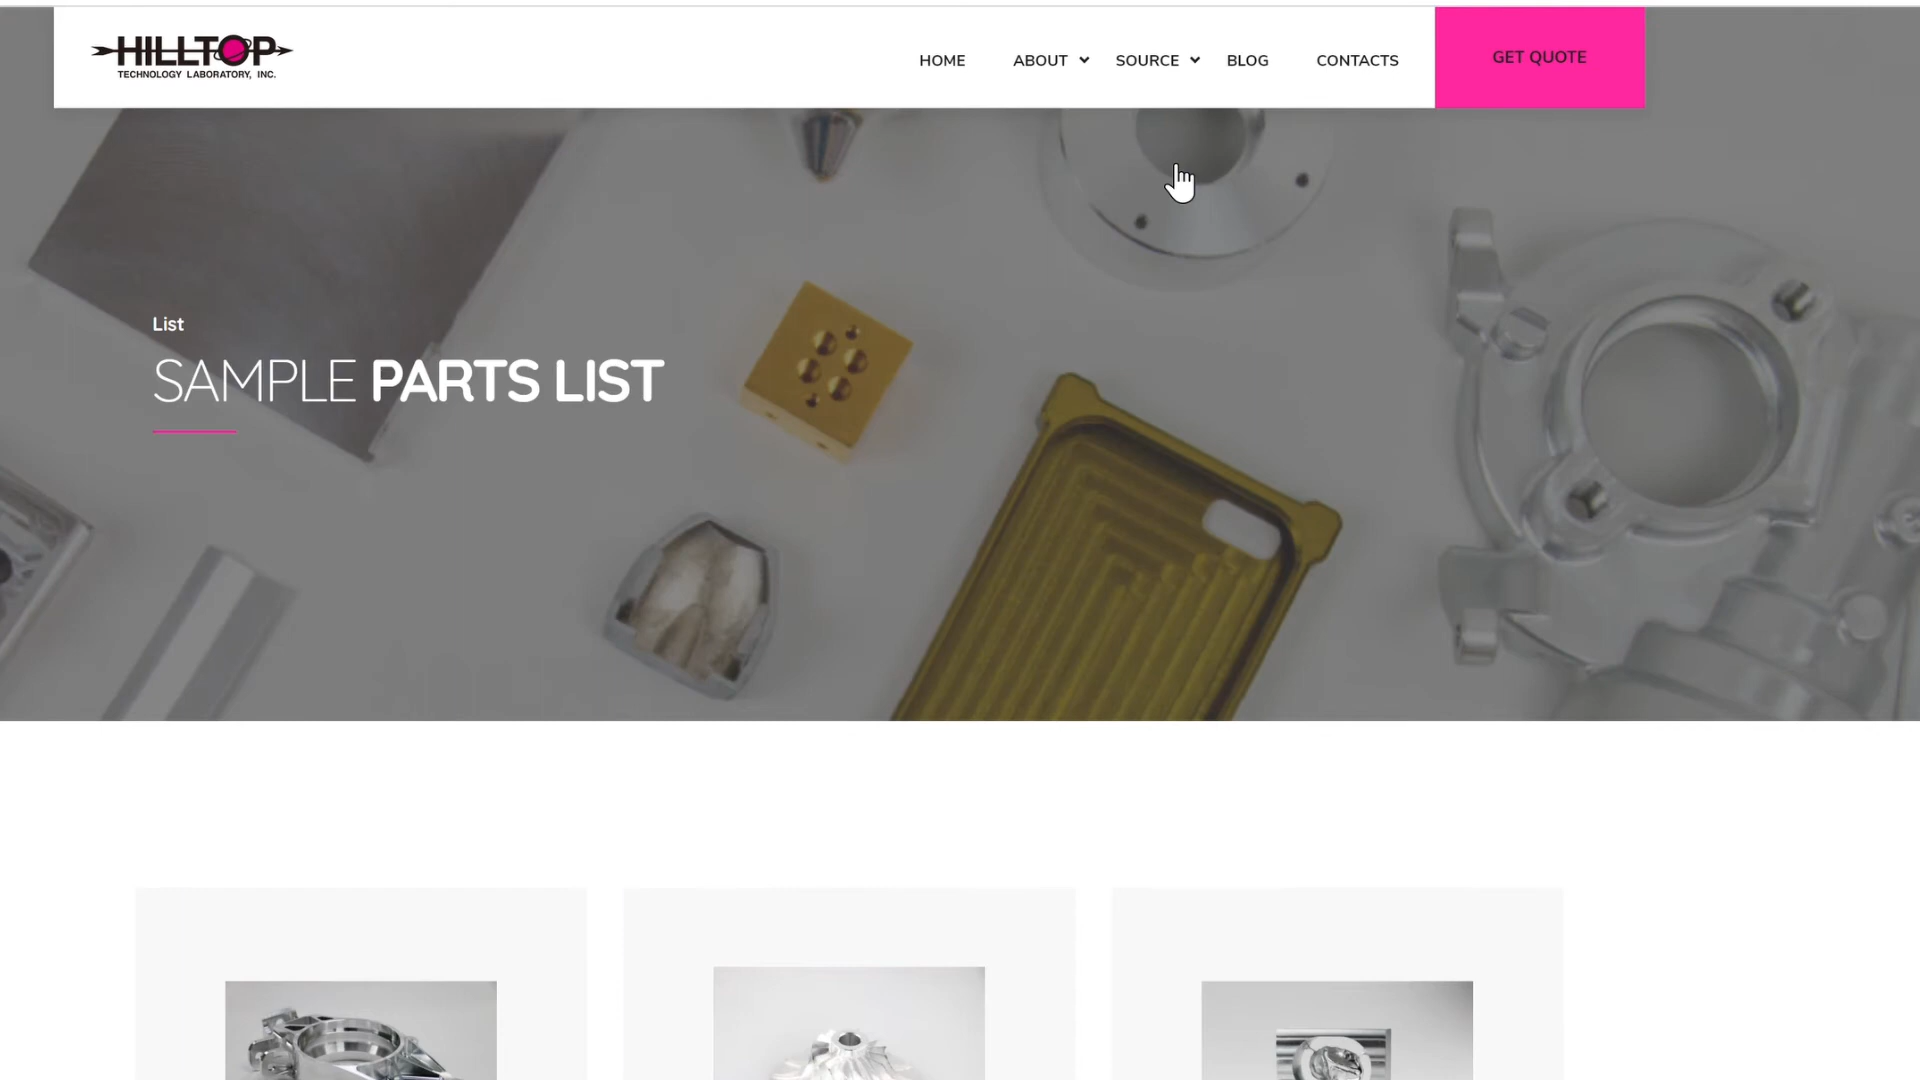 HILLTOP
TECHNOLOGY LABORATORY, INC.
HOME ABOUT SOURCE BLOG CONTACTS GET QUOTE
List
SAMPLE PARTS LIST